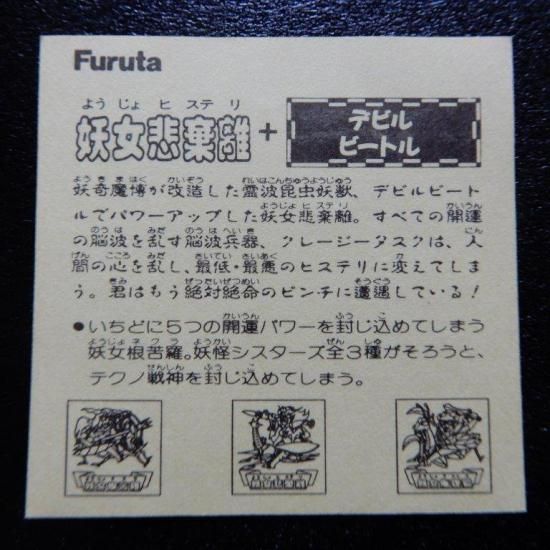 Furuta
ようじょヒステリ
妖女悲棄離 + デビル
ビートル
妖奇魔博が改造した霊波昆虫妖獣、デビルビート
ルでパワーアップした妖女悲棄離。すべての開運
の脳波を乱す脳波兵器、クレージータスクは、人
間の心を乱し、最低・最悪のヒステリに変えてしま
う。君はもう絶対絶命のピンチに遭遇している！
●いちどに5つの開運パワーを封じ込めてしまう
妖女根苦羅。妖怪シスターズ全3種がそろうと、
テクノ戦神を封じ込めてしまう。